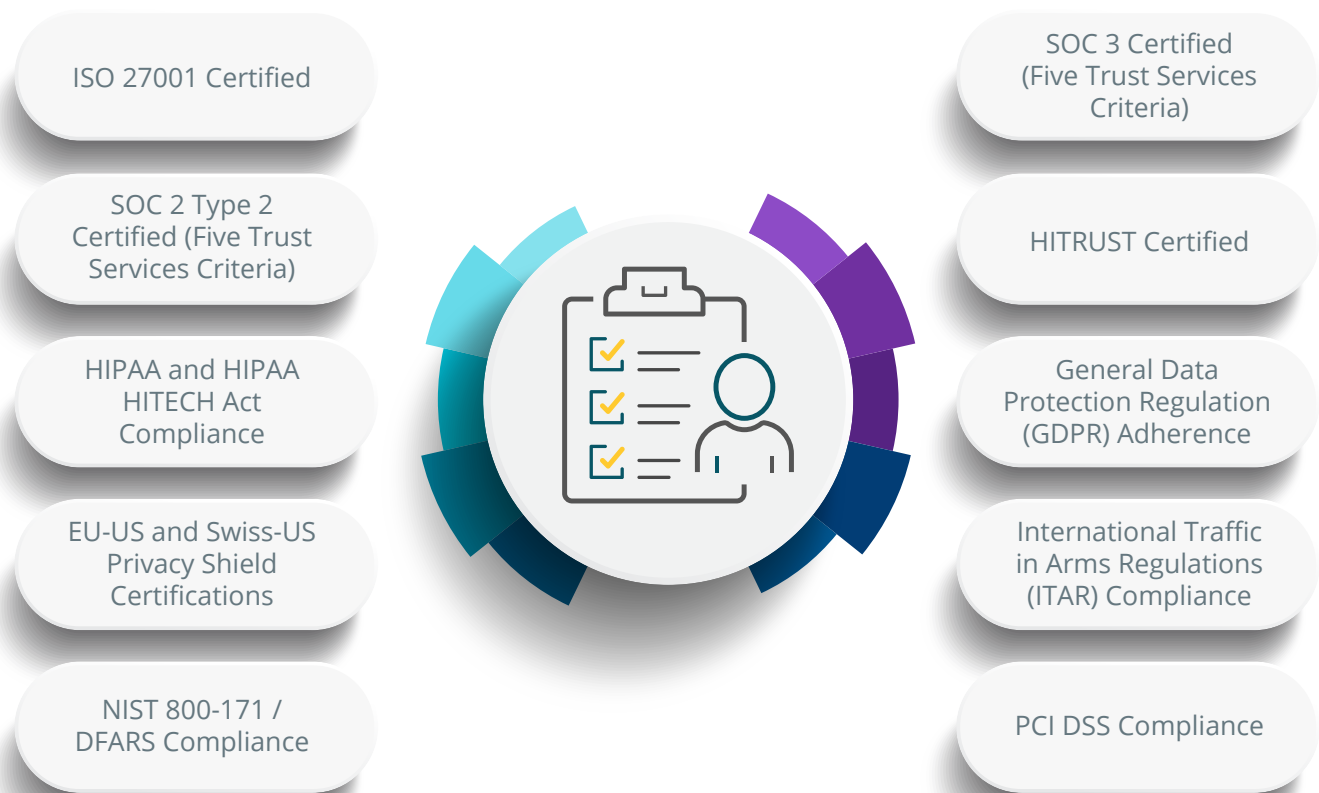 ISO 27001 Certified
SOC 2 Type 2
Certified (Five Trust
Services Criteria)
HIPAA and HIPAA
HITECH Act
Compliance
EU-US and Swiss-US
Privacy Shield
Certifications
NIST 800-171 /
DFARS Compliance
SOC 3 Certified
(Five Trust Services
Criteria)
HITRUST Certified
General Data
Protection Regulation
(GDPR) Adherence
International Traffic
in Arms Regulations
(ITAR) Compliance
PCI DSS Compliance